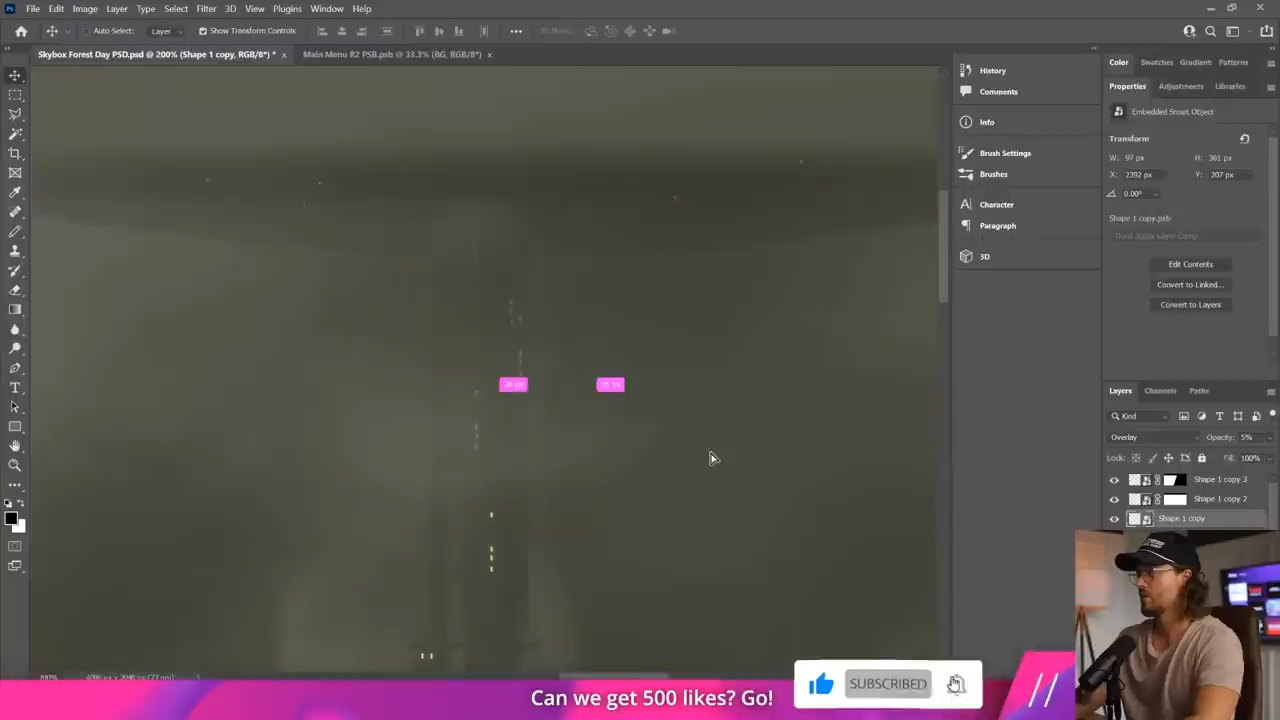 File Edit Image Layer Type Select Filter 3D View Plugins Window Help
Auto-Select: Layer Show Transform Controls
Skybox Forest Day PSD.psd @ 200% (Shape 1 copy, RGB/8*) * × Main Menu R2 PSB.psb @ 33.3% (BG, RGB/8*) ×
History
Comments
Info
Brush Settings
Brushes
Character
Paragraph
3D
Color Swatches Gradients Patterns
Properties Adjustments Libraries
Embedded Smart Object
Transform
W: 97 px H: 361 px
X: 2392 px Y: 207 px
0.00°
Shape 1 copy.psb
Don't Apply Layer Comp
Edit Contents
Convert to Linked...
Convert to Layers
Layers Channels Paths
Kind
Overlay Opacity: 5%
Lock: Fill: 100%
Shape 1 copy 3
Shape 1 copy 2
Shape 1 copy
Can we get 500 likes? Go!
SUBSCRIBED
//